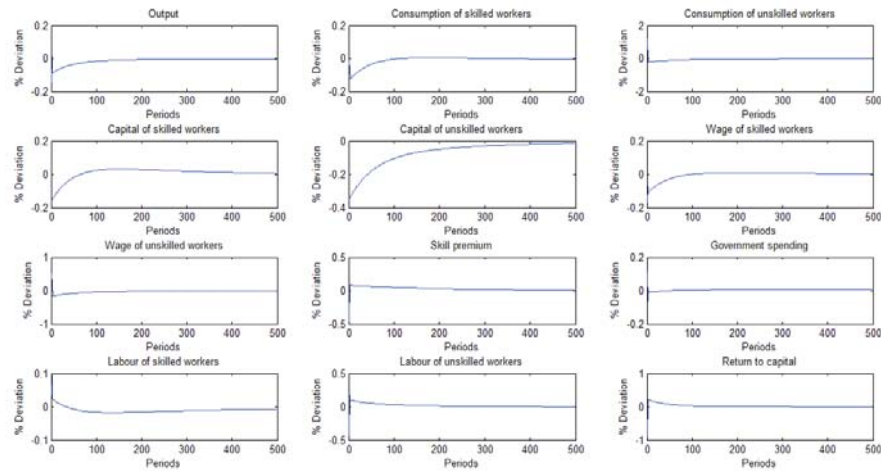 Output Consumption of skilled workers Consumption of unskilled workers
% Deviation 0.2 0 -0.2 % Deviation 0.2 0 -0.2 % Deviation 2 0 -2
0 100 200 300 400 500 0 100 200 300 400 500 0 100 200 300 400 500
Periods Periods Periods
Capital of skilled workers Capital of unskilled workers Wage of skilled workers
% Deviation 0.2 0 -0.2 % Deviation 0 -0.2 -0.4 % Deviation 0.2 0 -0.2
0 100 200 300 400 500 0 100 200 300 400 500 0 100 200 300 400 500
Periods Periods Periods
Wage of unskilled workers Skill premium Government spending
% Deviation 1 0 -1 % Deviation 0.5 0 -0.5 % Deviation 0.2 0 -0.2
0 100 200 300 400 500 0 100 200 300 400 500 0 100 200 300 400 500
Periods Periods Periods
Labour of skilled workers Labour of unskilled workers Return to capital
% Deviation 0.1 0 -0.1 % Deviation 0.5 0 -0.5 % Deviation 1 0 -1
0 100 200 300 400 500 0 100 200 300 400 500 0 100 200 300 400 500
Periods Periods Periods